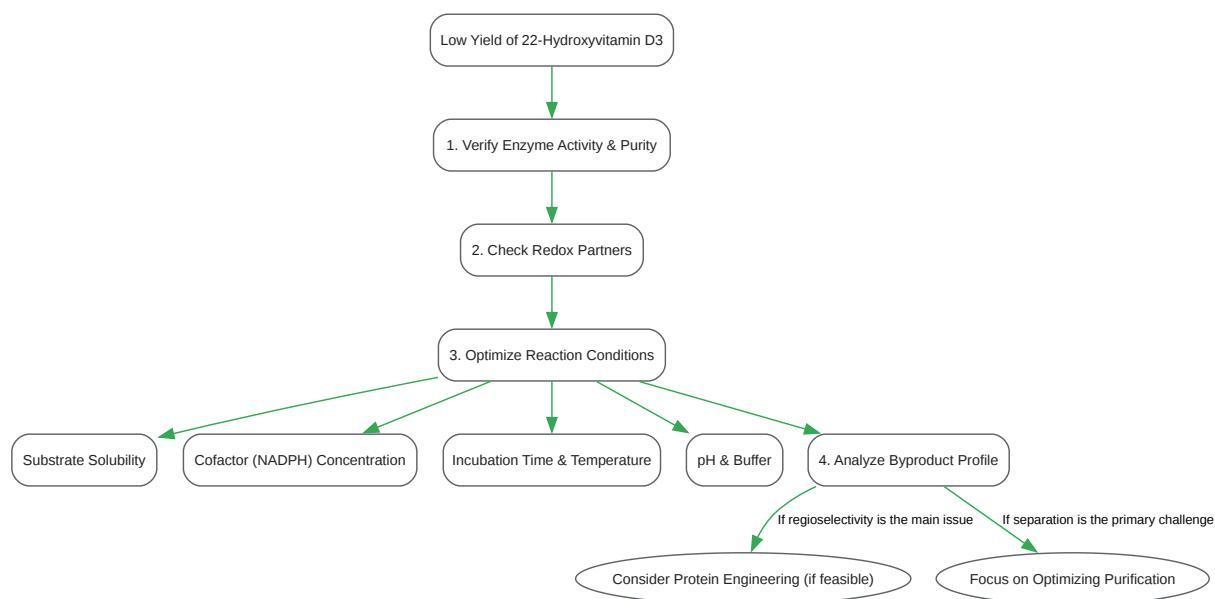 Low Yield of 22-Hydroxyvitamin D3
1. Verify Enzyme Activity & Purity
2. Check Redox Partners
3. Optimize Reaction Conditions
Substrate Solubility
Cofactor (NADPH) Concentration
Incubation Time & Temperature
pH & Buffer
4. Analyze Byproduct Profile
If regioselectivity is the main issue
If separation is the primary challenge
Consider Protein Engineering (if feasible)
Focus on Optimizing Purification